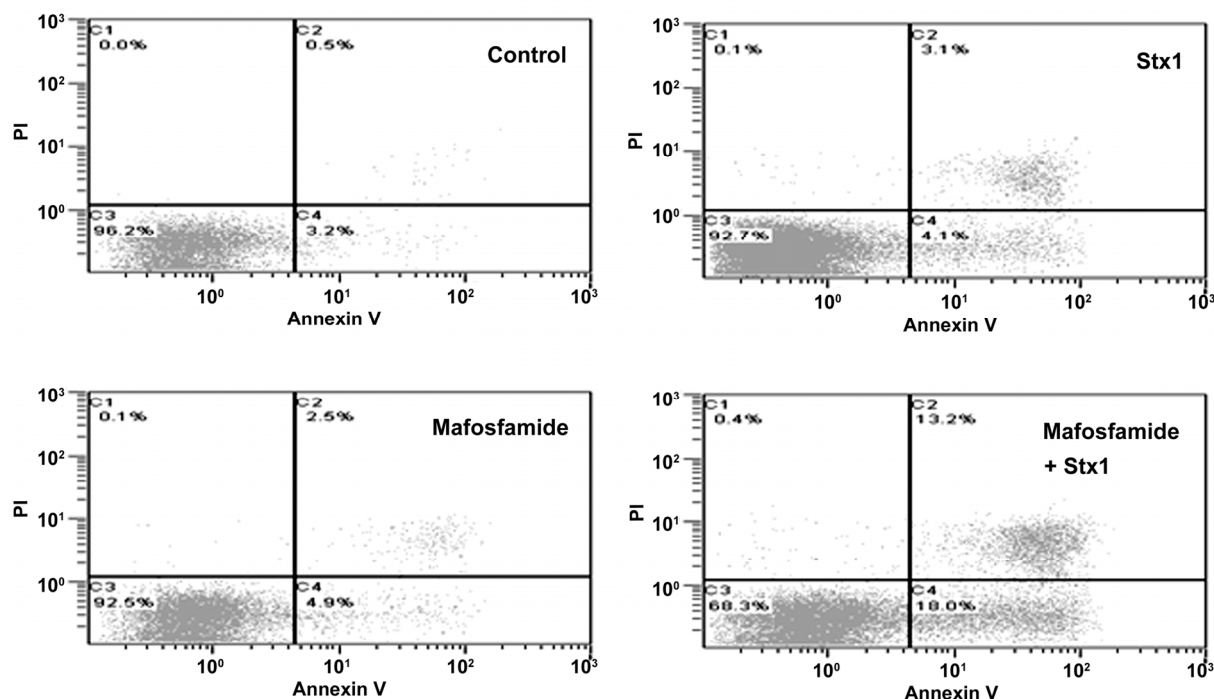 10³
C1
0.0%
C2
0.5%
Control
10²
PI
10¹
10⁰
C3
96.2%
C4
3.2%
10⁰ 10¹ 10² 10³
Annexin V
10³
C1
0.1%
C2
3.1%
Stx1
10²
PI
10¹
10⁰
C3
92.7%
C4
4.1%
10⁰ 10¹ 10² 10³
Annexin V
10³
C1
0.1%
C2
2.5%
Mafosfamide
10²
PI
10¹
10⁰
C3
92.5%
C4
4.9%
10⁰ 10¹ 10² 10³
Annexin V
10³
C1
0.4%
C2
13.2%
Mafosfamide
+ Stx1
10²
PI
10¹
10⁰
C3
68.3%
C4
18.0%
10⁰ 10¹ 10² 10³
Annexin V